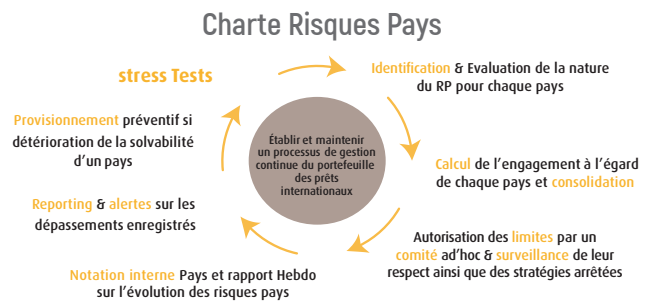 Charte Risques Pays
stress Tests
Identification & Evaluation de la nature
du RP pour chaque pays
Calcul de l'engagement à l'égard
de chaque pays et consolidation
Autorisation des limites par un
comité ad'hoc & surveillance de leur
respect ainsi que des stratégies arrêtées
Notation interne Pays et rapport Hebdo
sur l'évolution des risques pays
Reporting & alertes sur les
dépassements enregistrés
Provisionnement préventif si
détérioration de la solvabilité
d'un pays
Établir et maintenir
un processus de gestion
continue du portefeuille
des prêts
internationaux